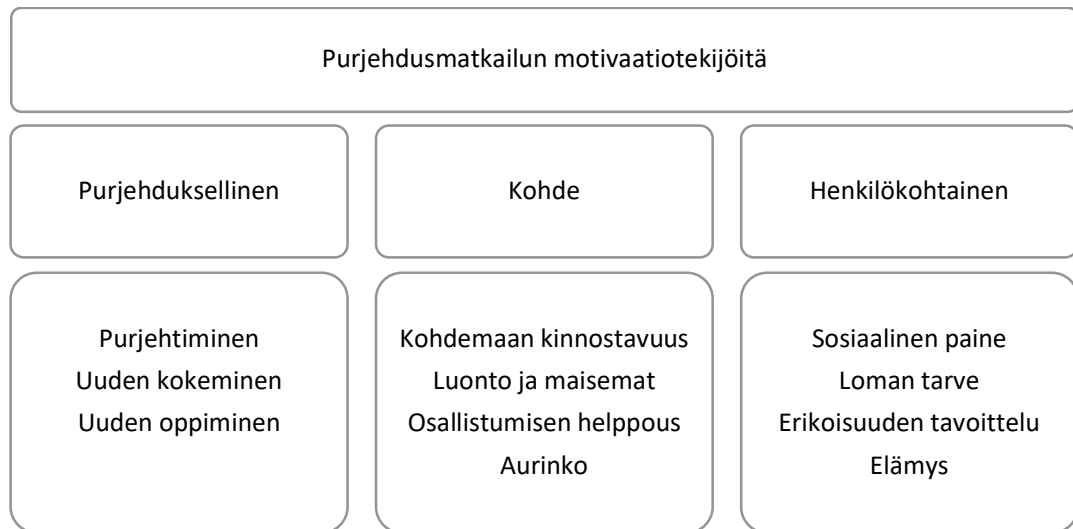 Purjehdusmatkailun motivaatiotekijöitä
Purjehduksellinen
Kohde
Henkilökohtainen
Purjehtiminen
Uuden kokeminen
Uuden oppiminen
Kohdemaan kinnostavuus
Luonto ja maisemat
Osallistumisen helppous
Aurinko
Sosiaalinen paine
Loman tarve
Erikoisuuden tavoittelu
Elämys